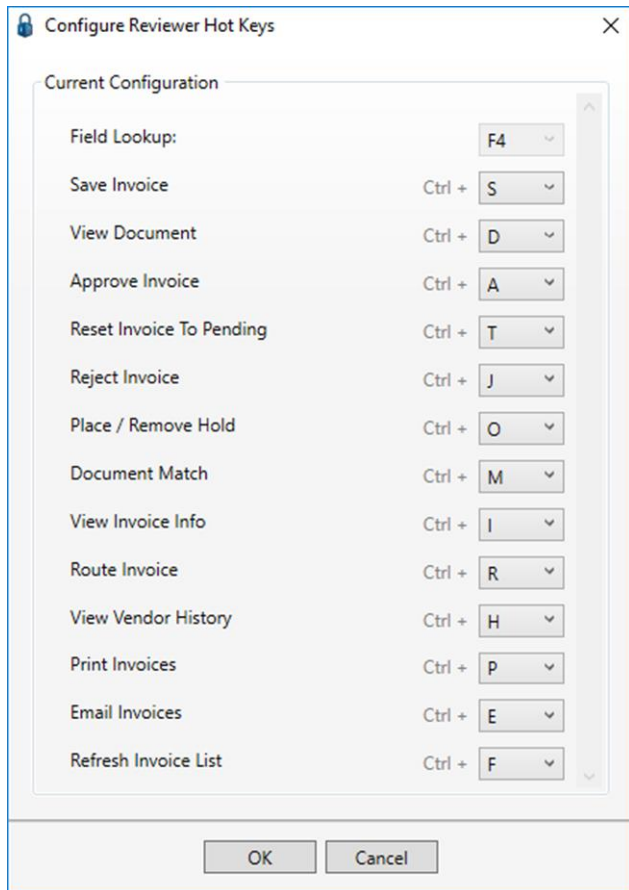 Configure Reviewer Hot Keys
Current Configuration
Field Lookup: F4
Save Invoice Ctrl + S
View Document Ctrl + D
Approve Invoice Ctrl + A
Reset Invoice To Pending Ctrl + T
Reject Invoice Ctrl + J
Place / Remove Hold Ctrl + O
Document Match Ctrl + M
View Invoice Info Ctrl + I
Route Invoice Ctrl + R
View Vendor History Ctrl + H
Print Invoices Ctrl + P
Email Invoices Ctrl + E
Refresh Invoice List Ctrl + F
OK Cancel